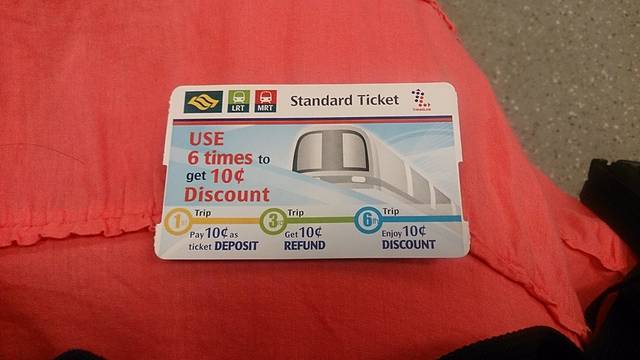 LRT MRT Standard Ticket
USE
6 times to
get 10¢
Discount
1st Trip 3rd Trip 6th Trip
Pay 10¢ as Get 10¢ Enjoy 10¢
ticket DEPOSIT REFUND DISCOUNT